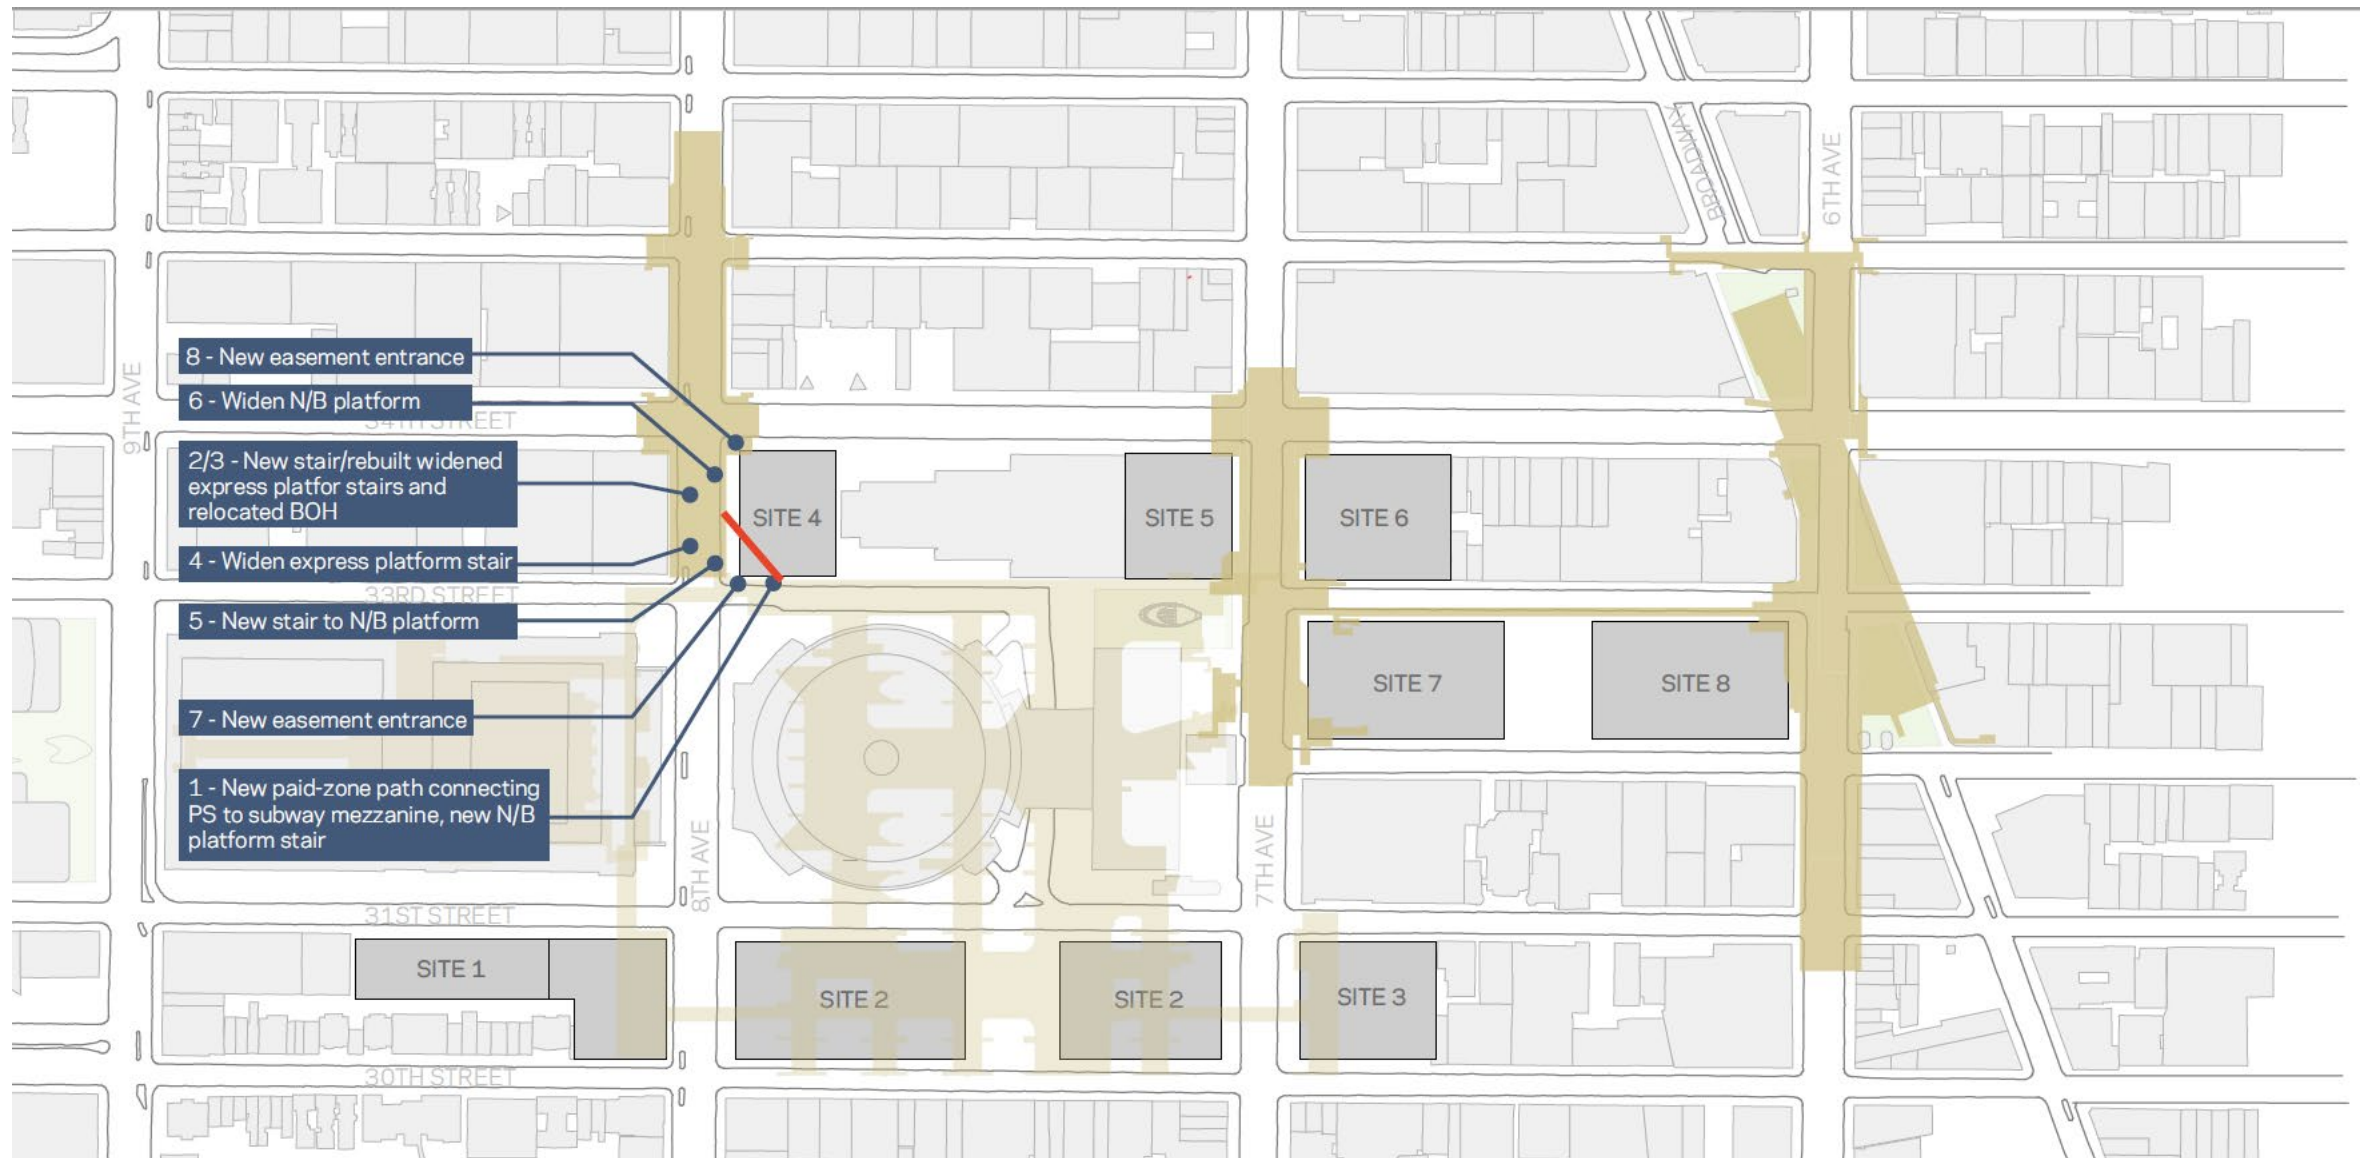 BROADWAY
6TH AVE
8 - New easement entrance
9TH AVE
6 - Widen N/B platform
34TH STREET
2/3 - New stair/rebuilt widened
express platfor stairs and
relocated BOH
SITE 4
SITE 5
SITE 6
4 - Widen express platform stair
33RD STREET
5 - New stair to N/B platform
SITE 7
SITE 8
7 - New easement entrance
1 - New paid-zone path connecting
PS to subway mezzanine, new N/B
platform stair
8TH AVE
7TH AVE
31ST STREET
SITE 1
SITE 2
SITE 2
SITE 3
30TH STREET